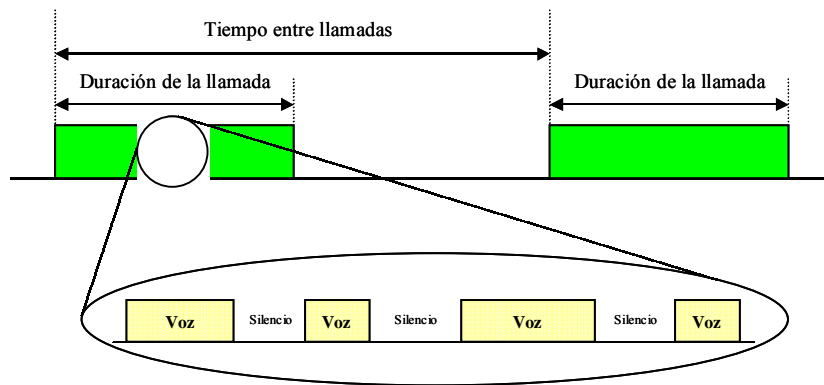 Tiempo entre llamadas
Duración de la llamada
Duración de la llamada
Voz Silencio Voz Silencio Voz Silencio Voz